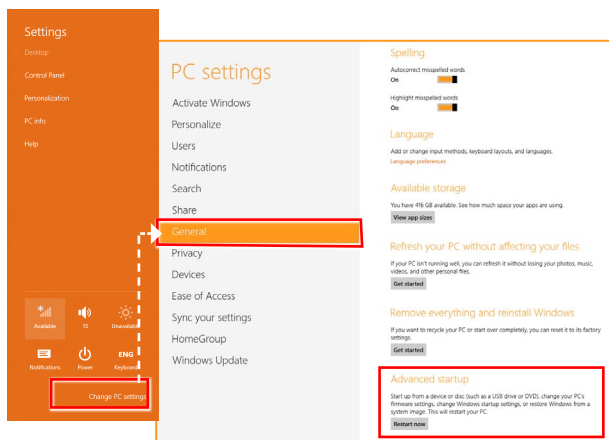 Settings
Desktop
Control Panel
Personalization
PC info
Help
Available
12
Unavailable
Notifications
Power
ENG
Keyboard
Change PC settings
PC settings
Activate Windows
Personalize
Users
Notifications
Search
Share
General
Privacy
Devices
Ease of Access
Sync your settings
HomeGroup
Windows Update
Spelling
Autocorrect misspelled words
On
Highlight misspelled words
On
Language
Add or change input methods, keyboard layouts, and languages.
Language preferences
Available storage
You have 416 GB available. See how much space your apps are using.
View app sizes
Refresh your PC without affecting your files
If your PC isn't running well, you can refresh it without losing your photos, music,
videos, and other personal files.
Get started
Remove everything and reinstall Windows
If you want to recycle your PC or start over completely, you can reset it to its factory
settings.
Get started
Advanced startup
Start up from a device or disc (such as a USB drive or DVD), change your PC's
firmware settings, change Windows startup settings, or restore Windows from a
system image. This will restart your PC.
Restart now